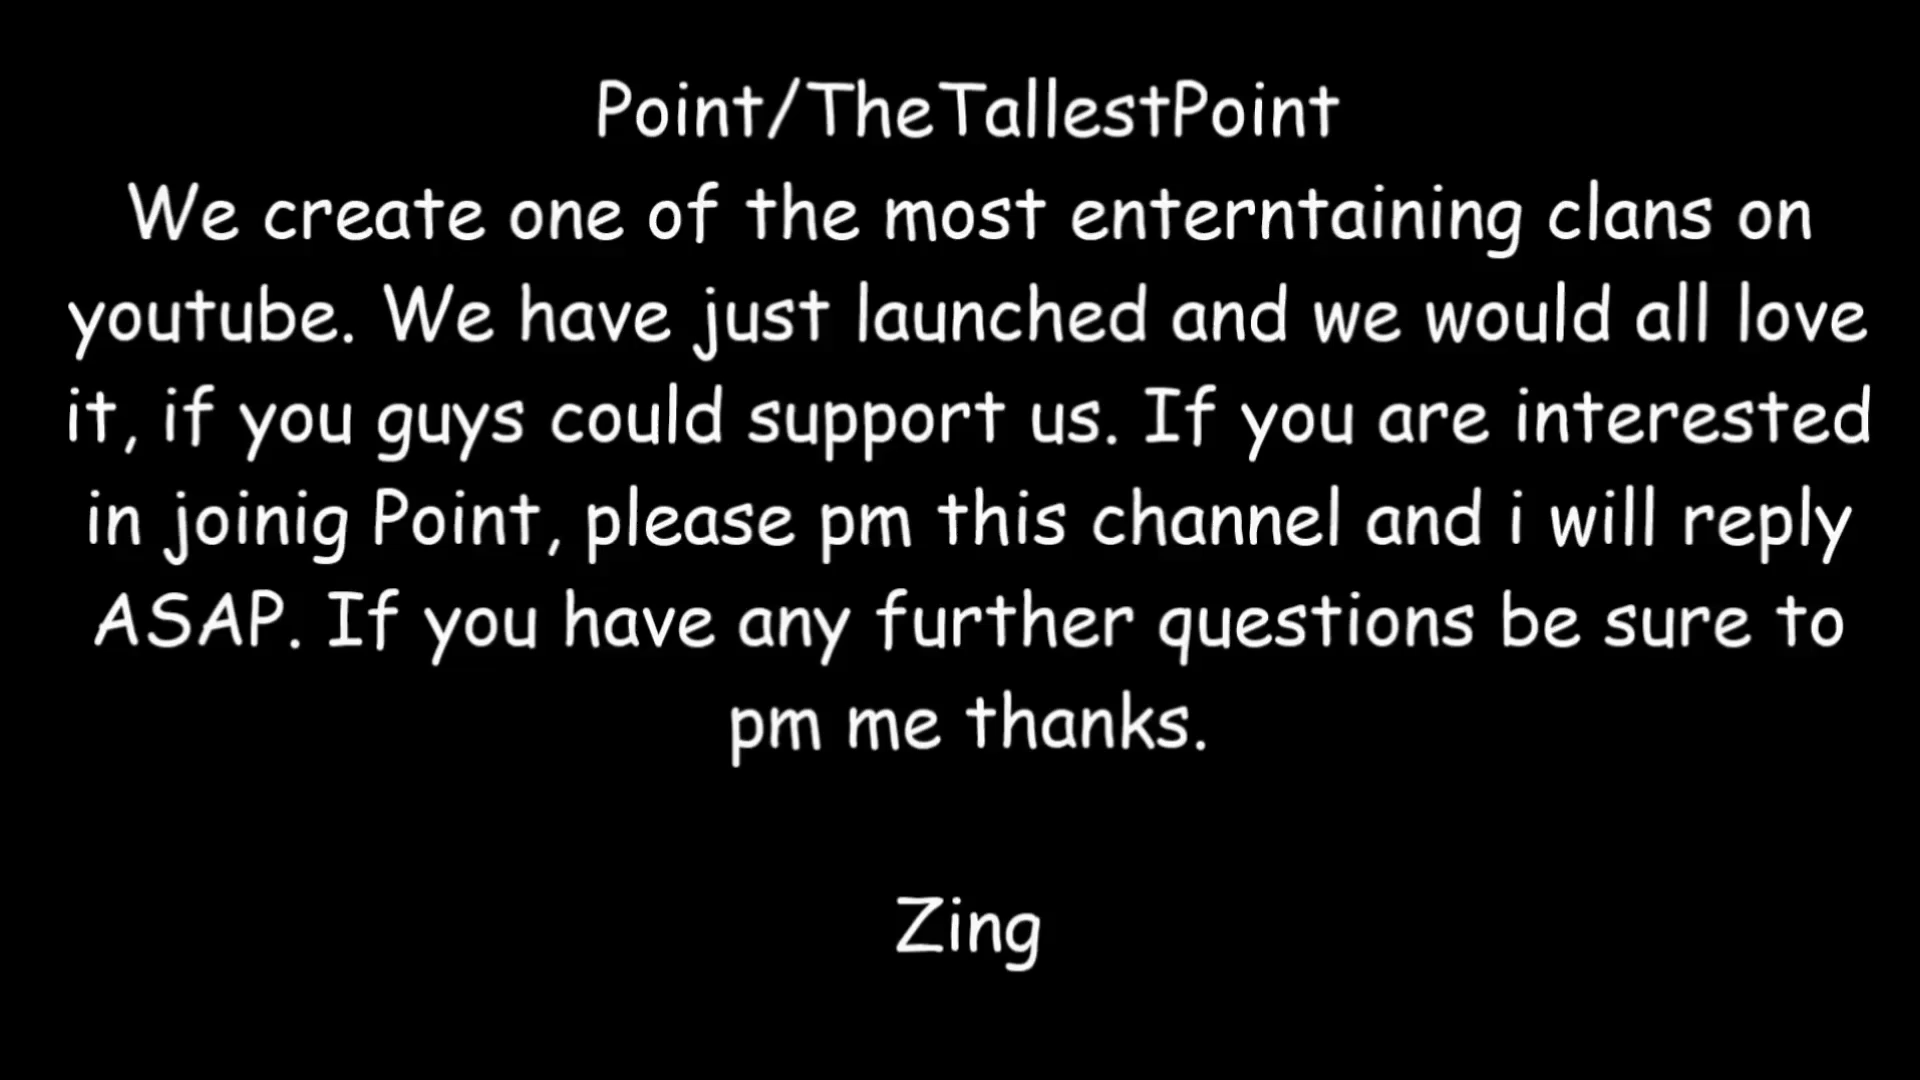 Point/TheTallestPoint
We create one of the most enterntaining clans on
youtube. We have just launched and we would all love
it, if you guys could support us. If you are interested
in joinig Point, please pm this channel and i will reply
ASAP. If you have any further questions be sure to
pm me thanks.
Zing